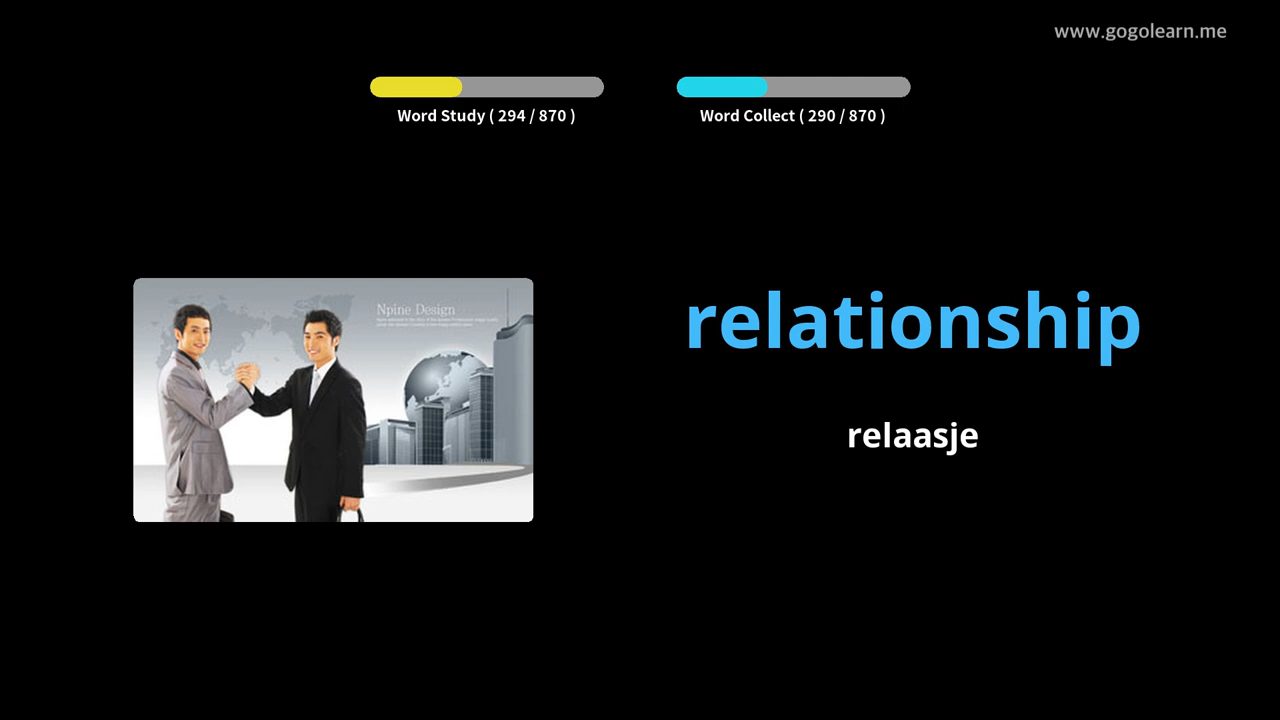 www.gogolearn.me
Word Study ( 294 / 870 )
Word Collect ( 290 / 870 )
Npine Design
relationship
relaasje